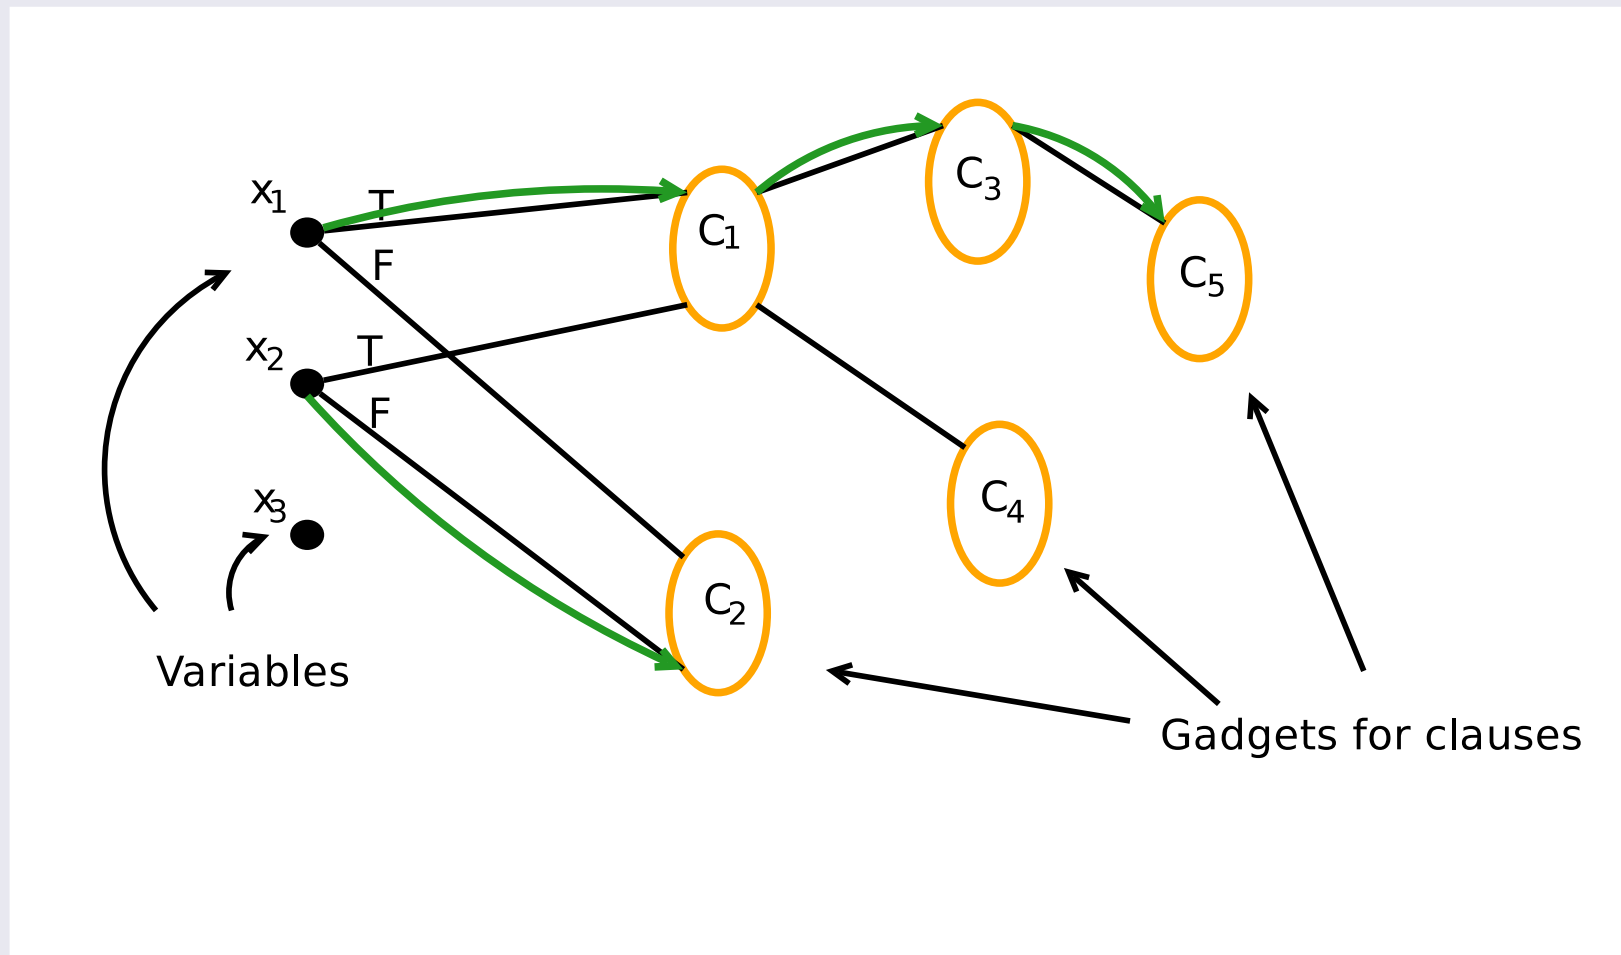 C3
x1 T
C1
F
C5
x2 T
F
x3
C4
C2
Variables
Gadgets for clauses